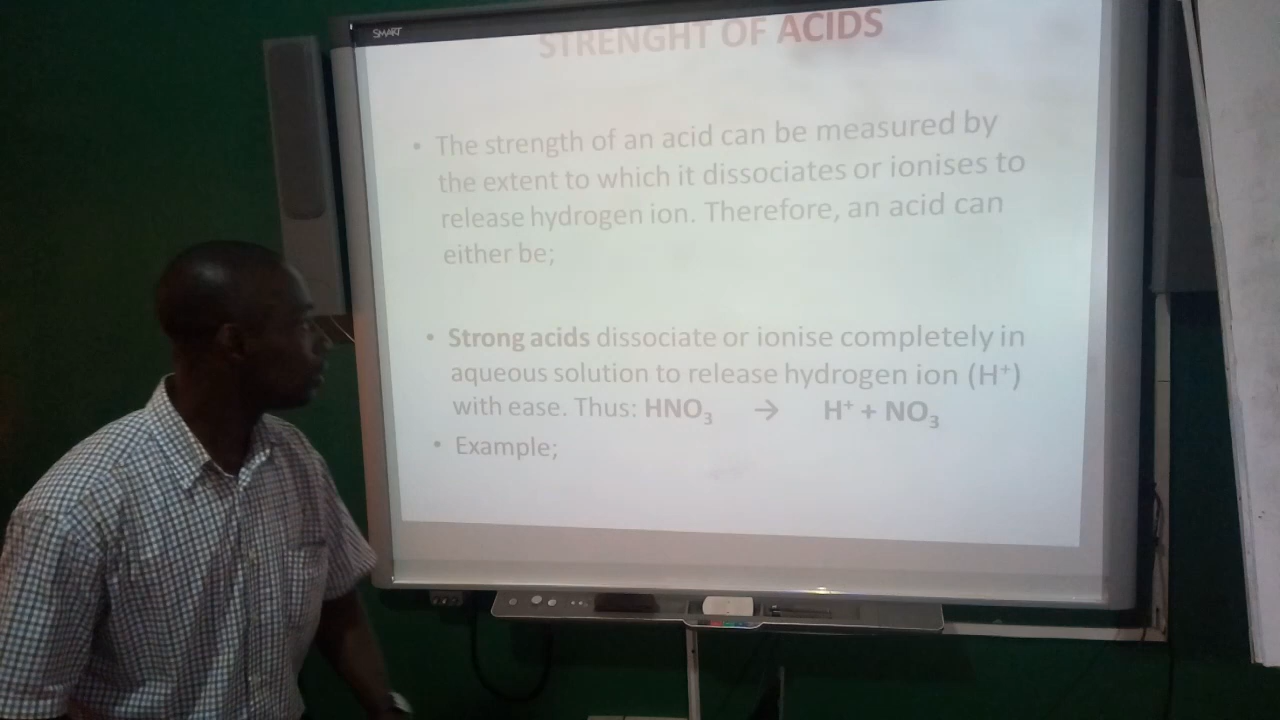 SMART
STRENGHT OF ACIDS
• The strength of an acid can be measured by
the extent to which it dissociates or ionises to
release hydrogen ion. Therefore, an acid can
either be;
• Strong acids dissociate or ionise completely in
aqueous solution to release hydrogen ion (H⁺)
with ease. Thus: HNO₃ → H⁺ + NO₃
• Example;